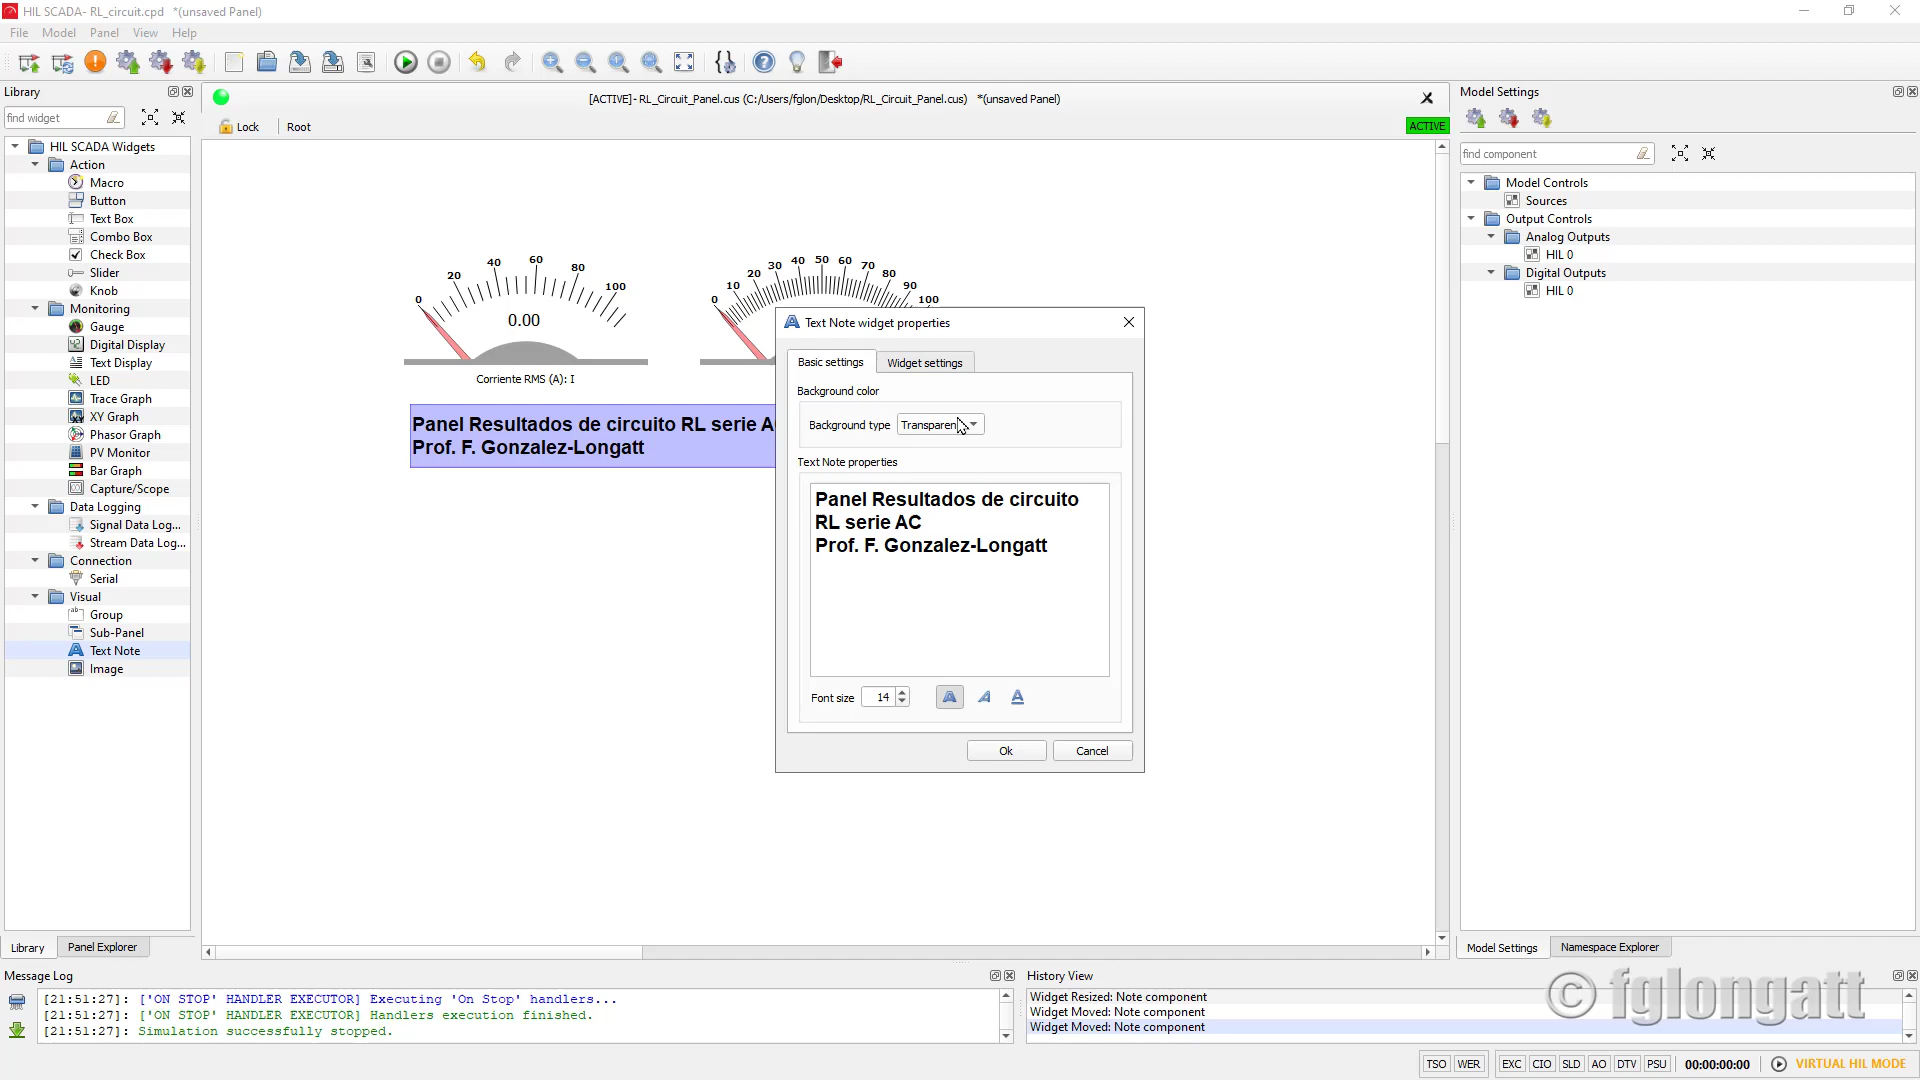 HIL SCADA- RL_circuit.cpd *(unsaved Panel)
File Model Panel View Help
Library
find widget
HIL SCADA Widgets
Action
Macro
Button
Text Box
Combo Box
Check Box
Slider
Knob
Monitoring
Gauge
Digital Display
Text Display
LED
Trace Graph
XY Graph
Phasor Graph
PV Monitor
Bar Graph
Capture/Scope
Data Logging
Signal Data Log...
Stream Data Log...
Connection
Serial
Visual
Group
Sub-Panel
Text Note
Image
Library Panel Explorer
[ACTIVE]- RL_Circuit_Panel.cus (C:/Users/fglon/Desktop/RL_Circuit_Panel.cus) *(unsaved Panel)
Lock Root
ACTIVE
0 20 40 60 80 100
0.00
Corriente RMS (A): I
0 10 20 30 40 50 60 70 80 90 100
Panel Resultados de circuito RL serie A
Prof. F. Gonzalez-Longatt
Text Note widget properties
Basic settings Widget settings
Background color
Background type Transparen
Text Note properties
Panel Resultados de circuito
RL serie AC
Prof. F. Gonzalez-Longatt
Font size 14
Ok Cancel
Model Settings
find component
Model Controls
Sources
Output Controls
Analog Outputs
HIL 0
Digital Outputs
HIL 0
Model Settings Namespace Explorer
Message Log
[21:51:27]: ['ON STOP' HANDLER EXECUTOR] Executing 'On Stop' handlers...
[21:51:27]: ['ON STOP' HANDLER EXECUTOR] Handlers execution finished.
[21:51:27]: Simulation successfully stopped.
History View
Widget Resized: Note component
Widget Moved: Note component
Widget Moved: Note component
© fglongatt
TSO WER EXC CIO SLD AO DTV PSU 00:00:00:00 VIRTUAL HIL MODE